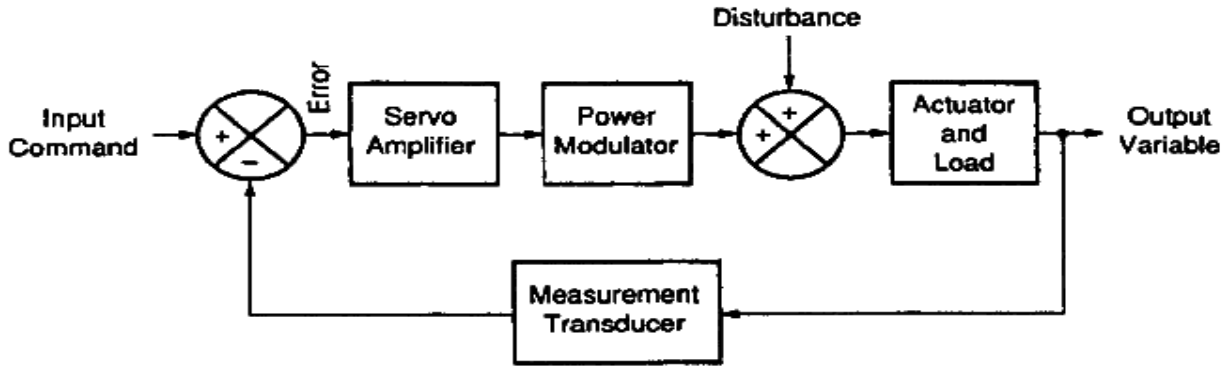 Disturbance
Input
Command
+
−
Error
Servo
Amplifier
Power
Modulator
+
+
Actuator
and
Load
Output
Variable
Measurement
Transducer